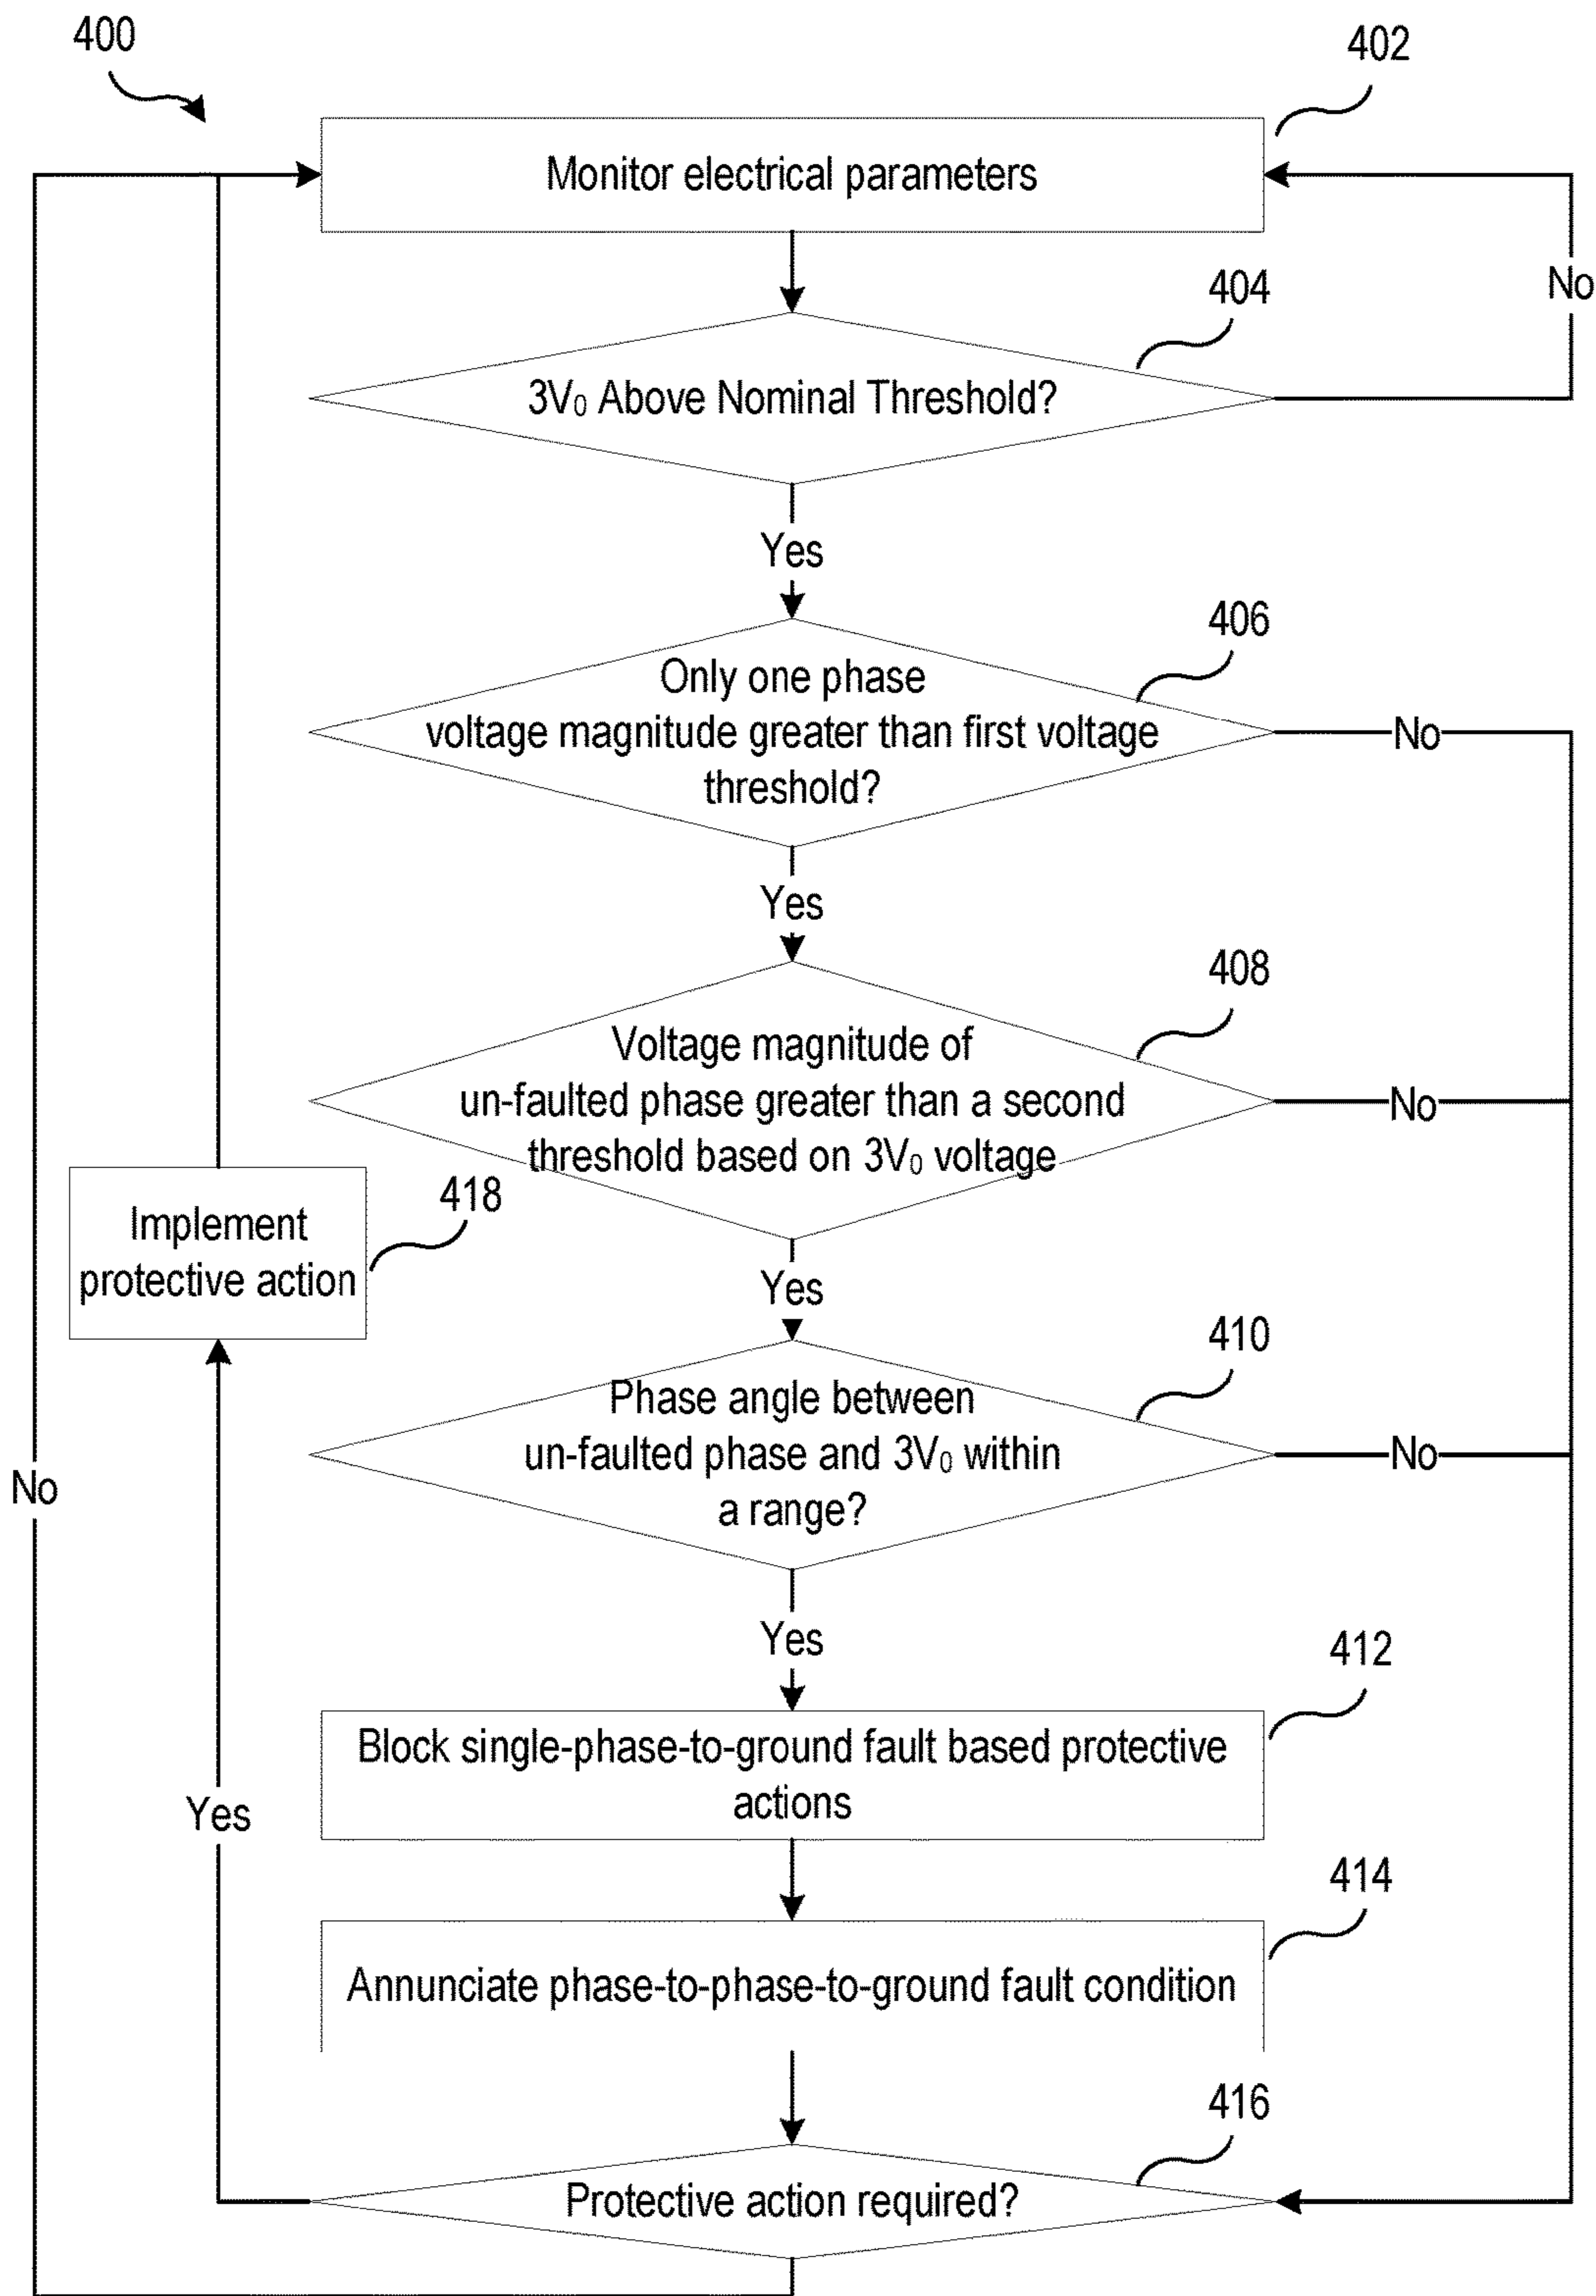 400
402
Monitor electrical parameters
No
404
3V₀ Above Nominal Threshold?
Yes
406
Only one phase
voltage magnitude greater than first voltage
threshold?
No
Yes
408
Voltage magnitude of
un-faulted phase greater than a second
threshold based on 3V₀ voltage
No
418
Implement
protective action
Yes
410
Phase angle between
un-faulted phase and 3V₀ within
a range?
No
No
Yes
412
Block single-phase-to-ground fault based protective
actions
Yes
414
Annunciate phase-to-phase-to-ground fault condition
416
Protective action required?